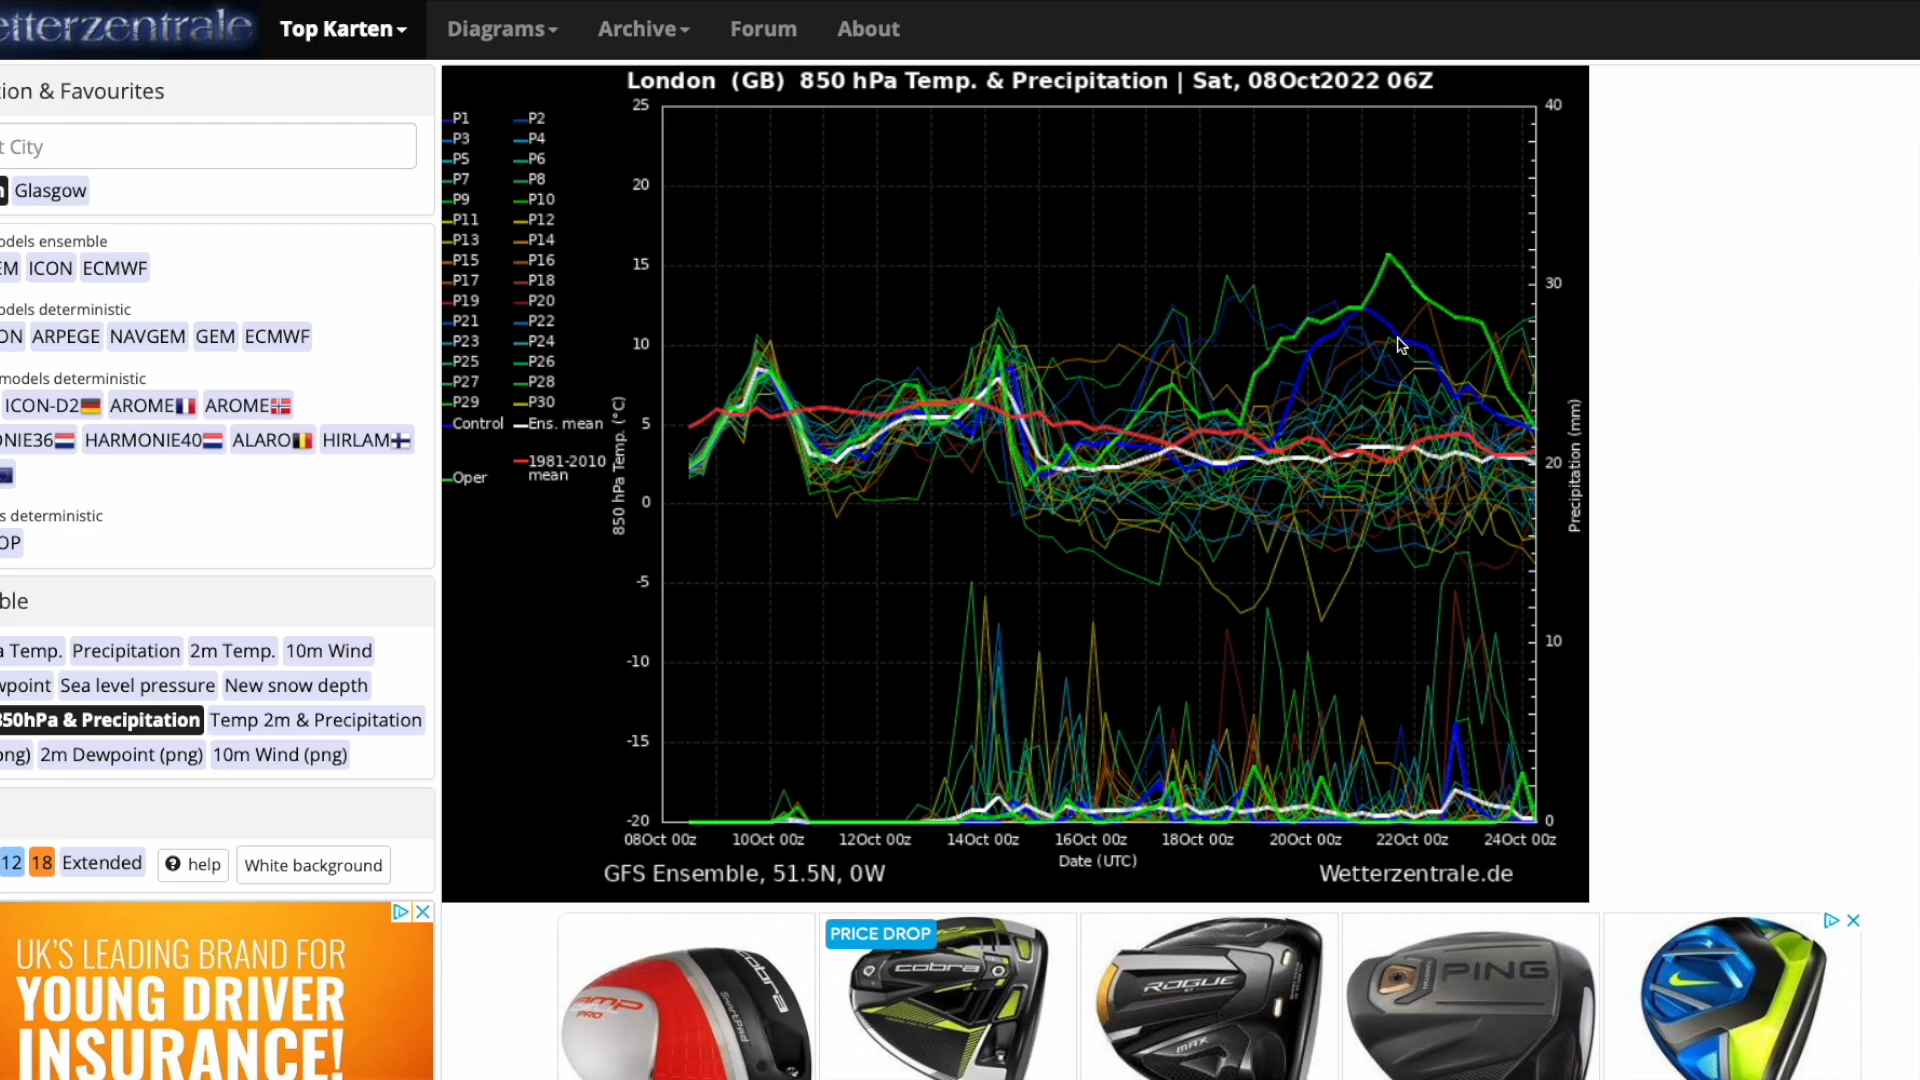 etterzentrale
Top Karten
Diagrams
Archive
Forum
About
ion & Favourites
t City
Glasgow
odels ensemble
EM ICON ECMWF
odels deterministic
ON ARPEGE NAVGEM GEM ECMWF
models deterministic
ICON-D2 AROME AROME
ONIE36 HARMONIE40 ALARO HIRLAM
s deterministic
OP
ble
a Temp. Precipitation 2m Temp. 10m Wind
wpoint Sea level pressure New snow depth
850hPa & Precipitation Temp 2m & Precipitation
png) 2m Dewpoint (png) 10m Wind (png)
12 18 Extended help White background
London (GB) 850 hPa Temp. & Precipitation | Sat, 08Oct2022 06Z
P1 P2
P3 P4
P5 P6
P7 P8
P9 P10
P11 P12
P13 P14
P15 P16
P17 P18
P19 P20
P21 P22
P23 P24
P25 P26
P27 P28
P29 P30
Control Ens. mean
1981-2010
mean
Oper
850 hPa Temp. (°C)
25
20
15
10
5
0
-5
-10
-15
-20
40
30
20
10
0
Precipitation (mm)
08Oct 00z 10Oct 00z 12Oct 00z 14Oct 00z 16Oct 00z 18Oct 00z 20Oct 00z 22Oct 00z 24Oct 00z
Date (UTC)
GFS Ensemble, 51.5N, 0W
Wetterzentrale.de
UK'S LEADING BRAND FOR
YOUNG DRIVER
INSURANCE!
PRICE DROP
AMP
PRO
cobra
cobra
ROGUE
MAX
PING